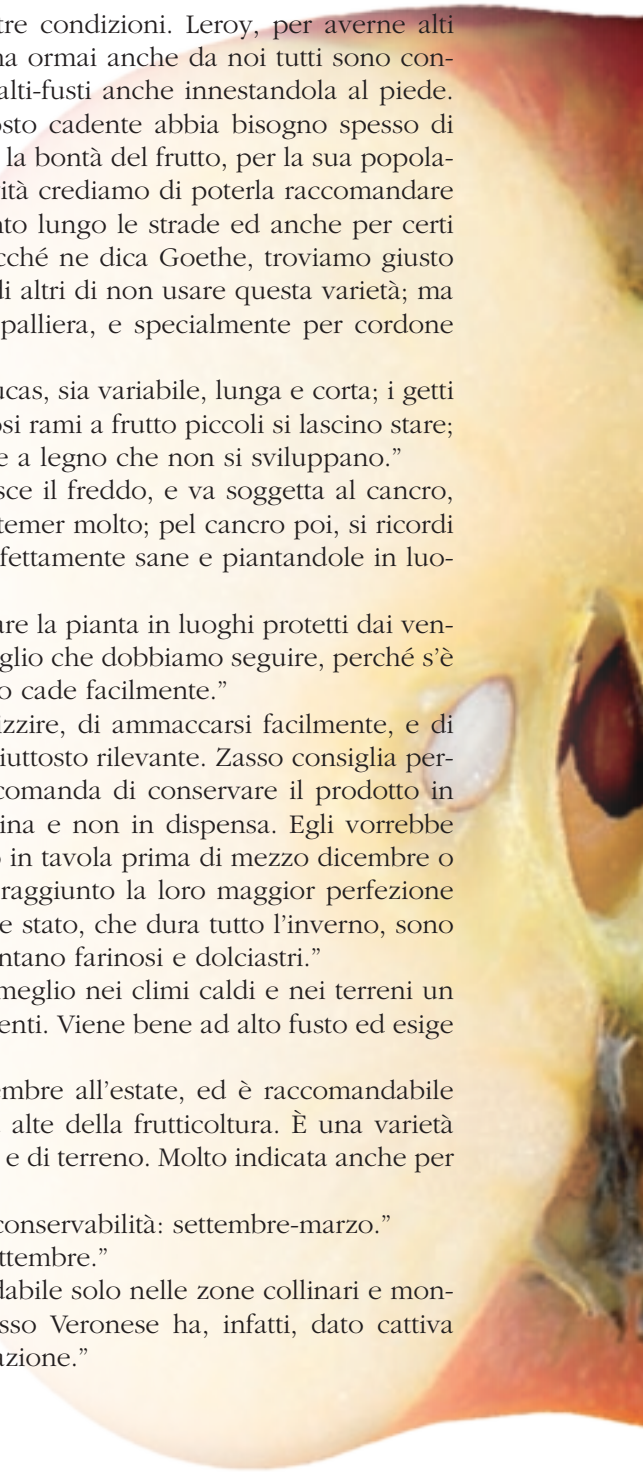 tre condizioni. Leroy, per averne alti
ma ormai anche da noi tutti sono con-
alti-fusti anche innestandola al piede.
osto cadente abbia bisogno spesso di
la bontà del frutto, per la sua popola-
ità crediamo di poterla raccomandare
nto lungo le strade ed anche per certi
cché ne dica Goethe, troviamo giusto
di altri di non usare questa varietà; ma
palliera, e specialmente per cordone
ucas, sia variabile, lunga e corta; i getti
osi rami a frutto piccoli si lascino stare;
e a legno che non si sviluppano.”
sce il freddo, e va soggetta al cancro,
temer molto; pel cancro poi, si ricordi
fettamente sane e piantandole in luo-
are la pianta in luoghi protetti dai ven-
glio che dobbiamo seguire, perché s’è
o cade facilmente.”
izzire, di ammaccarsi facilmente, e di
iuttosto rilevante. Zasso consiglia per-
comanda di conservare il prodotto in
ina e non in dispensa. Egli vorrebbe
o in tavola prima di mezzo dicembre o
raggiunto la loro maggior perfezione
e stato, che dura tutto l’inverno, sono
ntano farinosi e dolciastri.”
meglio nei climi caldi e nei terreni un
enti. Viene bene ad alto fusto ed esige
embre all’estate, ed è raccomandabile
alte della frutticoltura. È una varietà
e di terreno. Molto indicata anche per
conservabilità: settembre-marzo.”
ttembre.”
dabile solo nelle zone collinari e mon-
sso Veronese ha, infatti, dato cattiva
azione.”